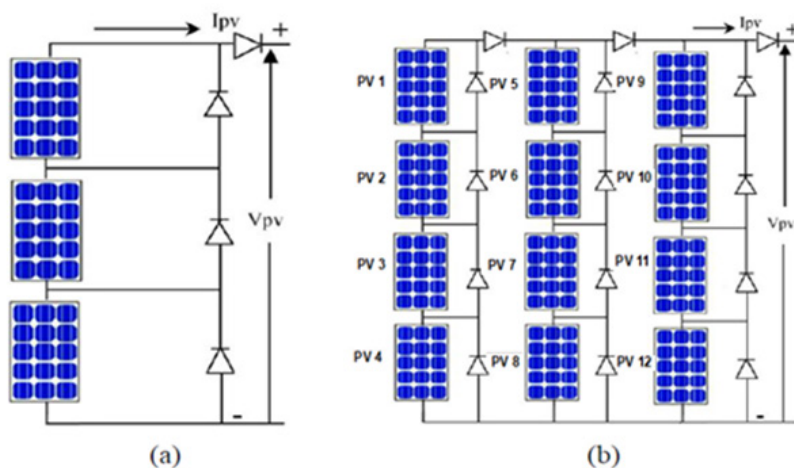 Ipv
+
Vpv
-
(a)
Ipv
+
PV 1
PV 5
PV 9
PV 2
PV 6
PV 10
Vpv
PV 3
PV 7
PV 11
PV 4
PV 8
PV 12
-
(b)